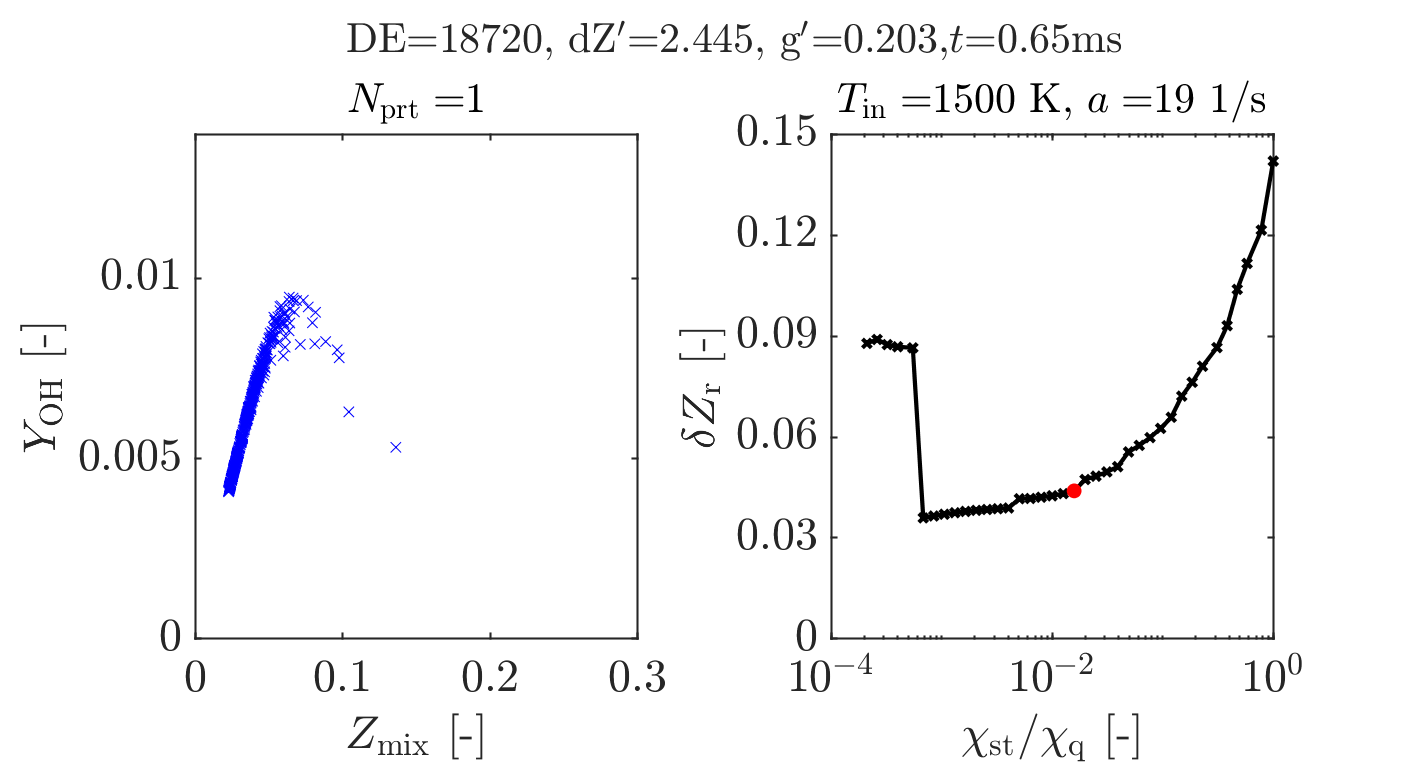 DE=18720, dZ′=2.445, g′=0.203,t=0.65ms
N_prt =1
0.01
0.005
0
0 0.1 0.2 0.3
Y_OH [-]
Z_mix [-]
T_in =1500 K, a =19 1/s
0.15
0.12
0.09
0.06
0.03
0
10^-4 10^-2 10^0
δZ_r [-]
χ_st/χ_q [-]